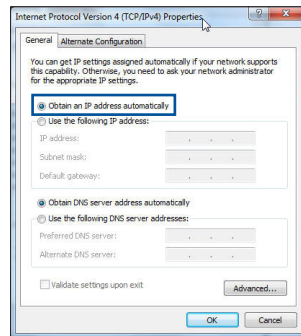 Internet Protocol Version 4 (TCP/IPv4) Properties
General
Alternate Configuration
You can get IP settings assigned automatically if your network supports
this capability. Otherwise, you need to ask your network administrator
for the appropriate IP settings.
Obtain an IP address automatically
Use the following IP address:
IP address:
Subnet mask:
Default gateway:
Obtain DNS server address automatically
Use the following DNS server addresses:
Preferred DNS server:
Alternate DNS server:
Validate settings upon exit
Advanced...
OK
Cancel